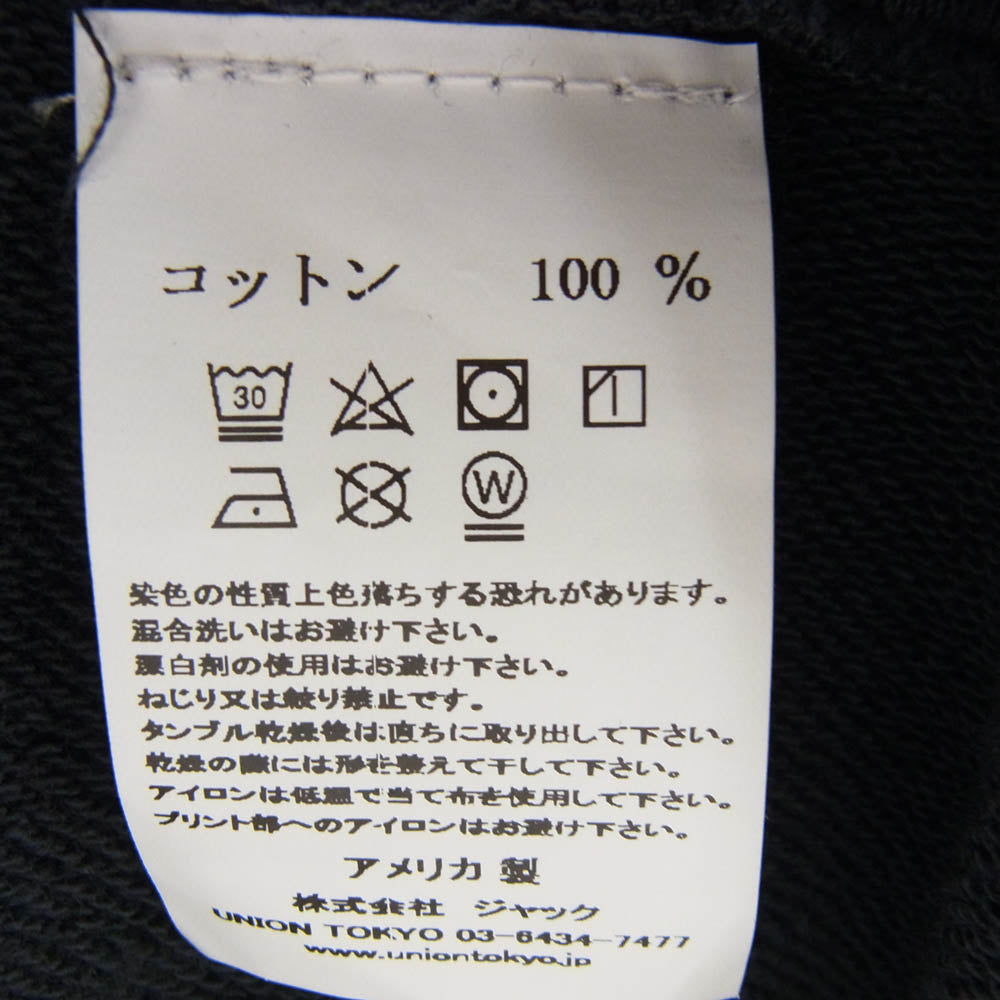 コットン 100 %
30
W
染色の性質上色落ちする恐れがあります。
混合洗いはお避け下さい。
漂白剤の使用はお避け下さい。
ねじり又は絞り禁止です。
タンブル乾燥後は直ちに取り出して下さい。
乾燥の際には形を整えて干して下さい。
アイロンは低温で当て布を使用して下さい。
プリント部へのアイロンはお避け下さい。
アメリカ 製
株式会社 ジャック
UNION TOKYO 03-6434-7477
www.uniontokyo.jp